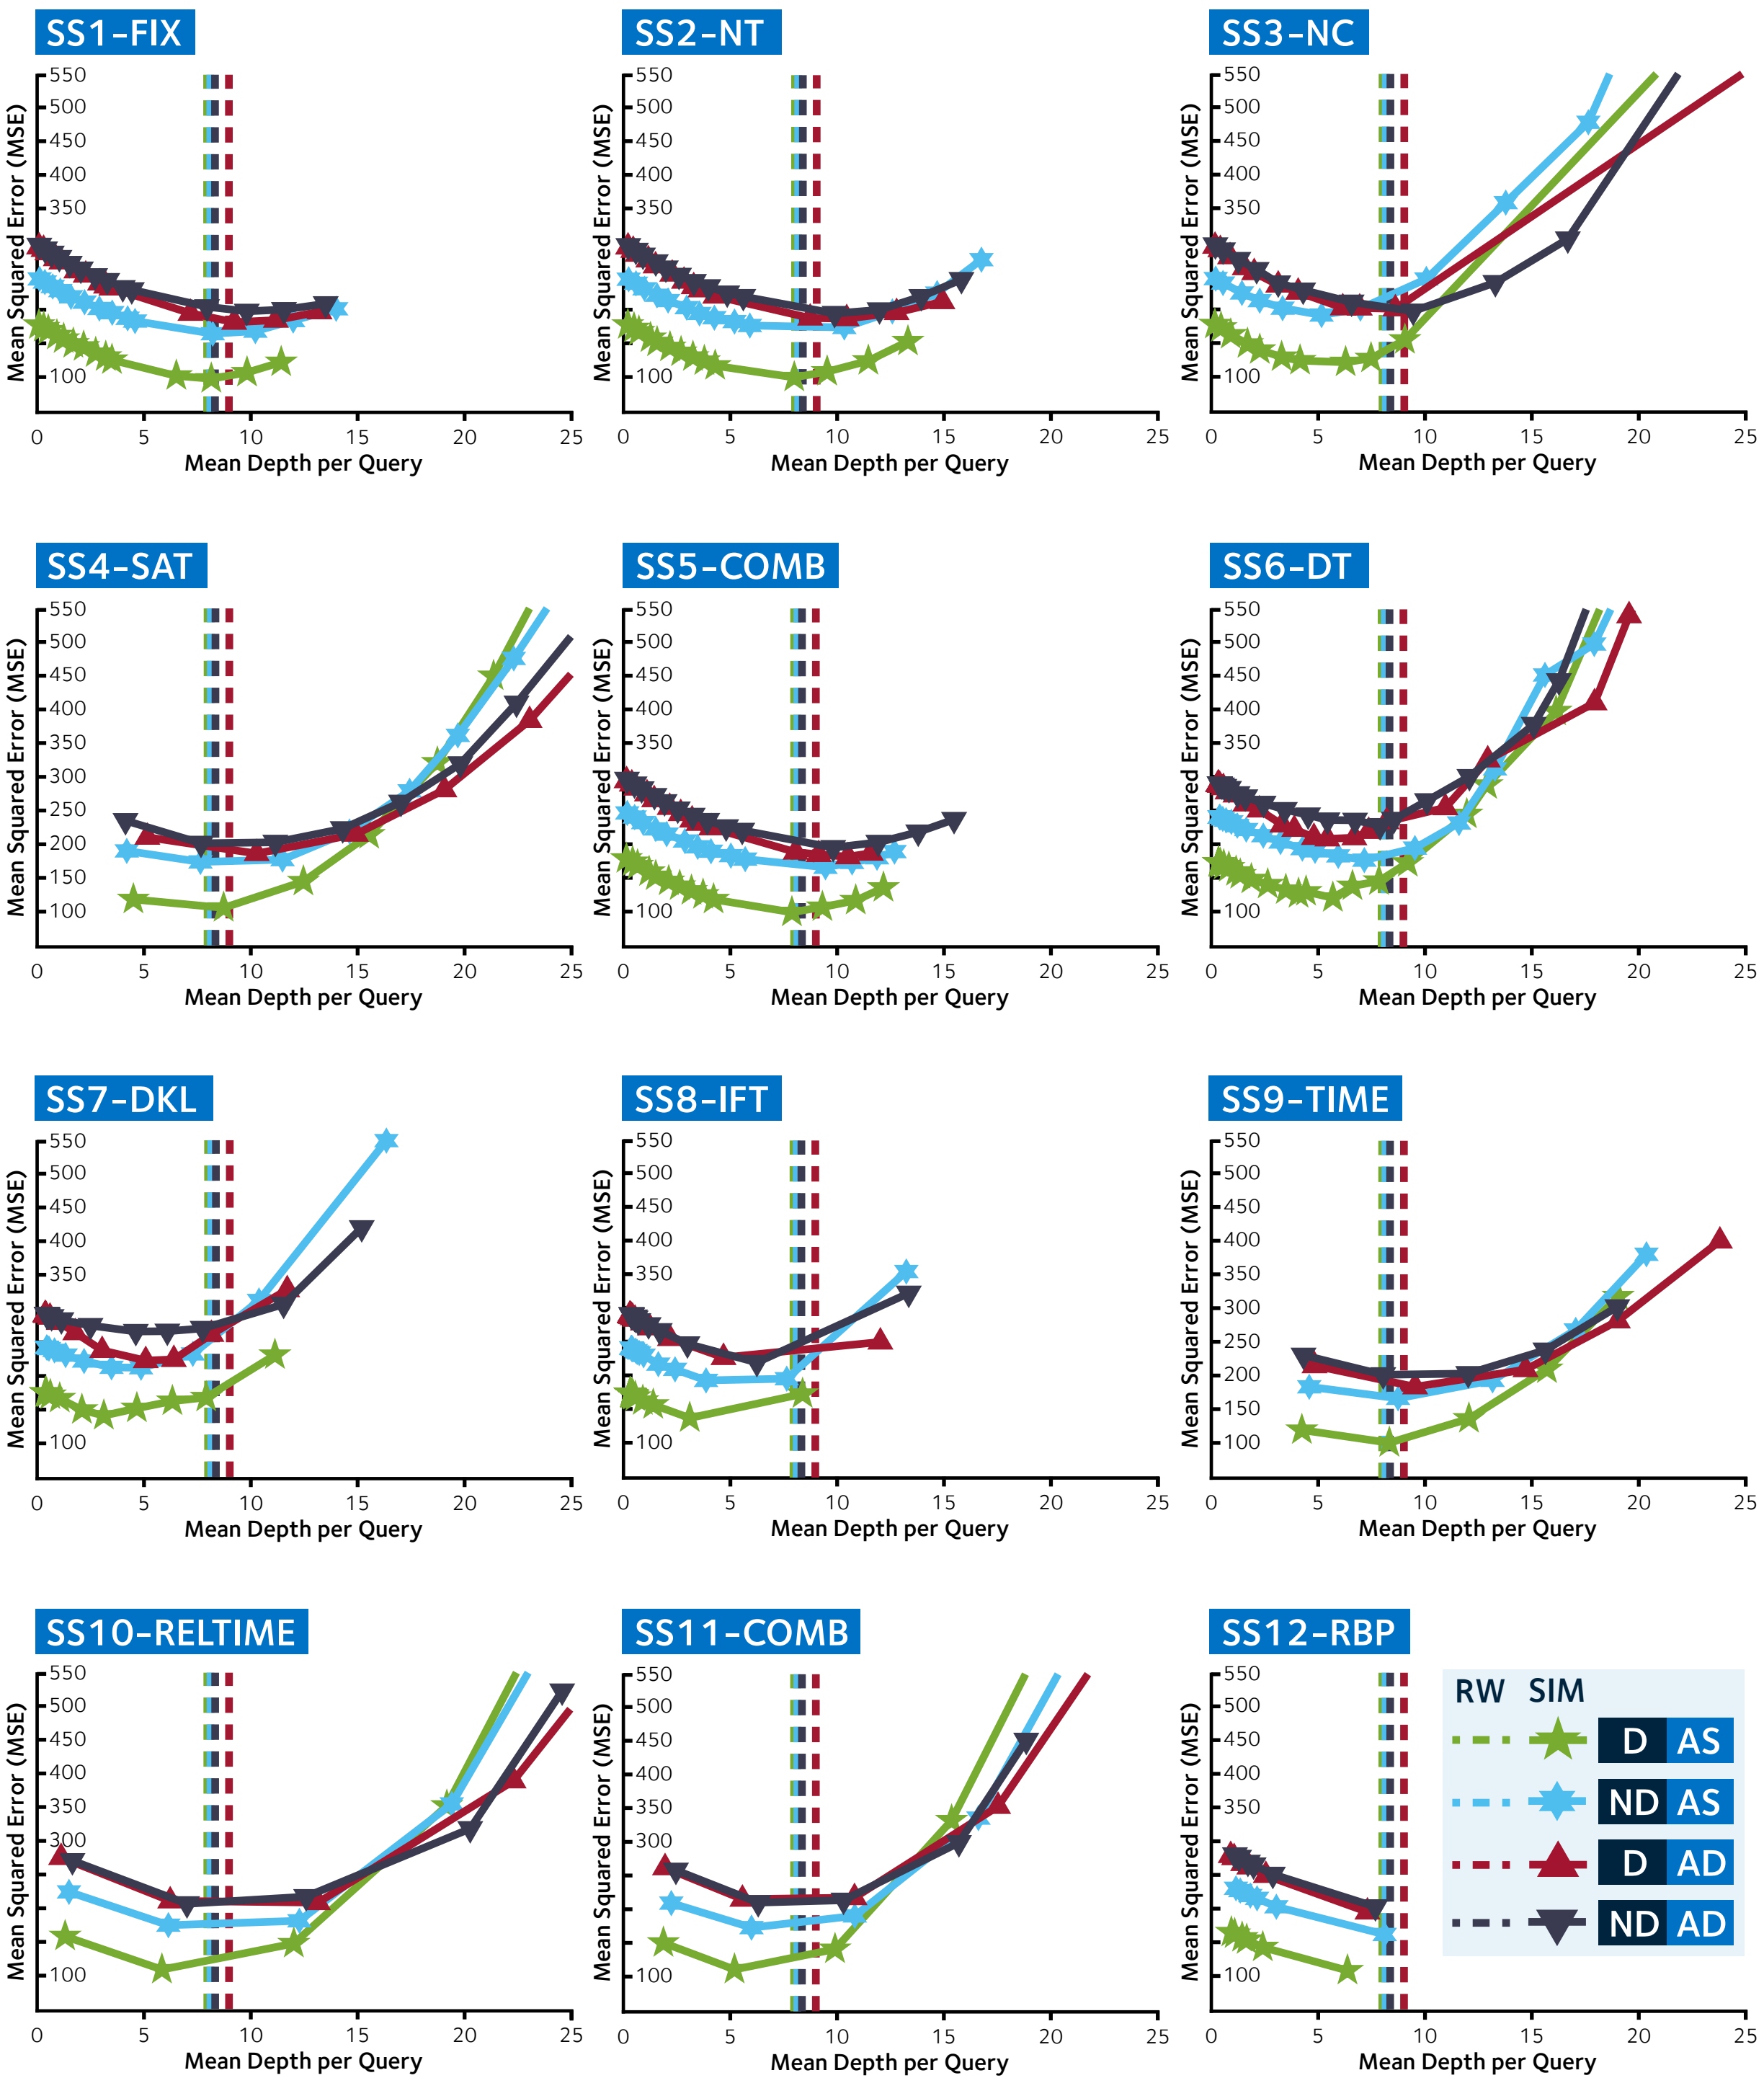 SS1-FIX
SS2-NT
SS3-NC
Mean Squared Error (MSE)
550
500
450
400
350
100
0 5 10 15 20 25
Mean Depth per Query
Mean Squared Error (MSE)
550
500
450
400
350
100
0 5 10 15 20 25
Mean Depth per Query
Mean Squared Error (MSE)
550
500
450
400
350
100
0 5 10 15 20 25
Mean Depth per Query
SS4-SAT
SS5-COMB
SS6-DT
Mean Squared Error (MSE)
550
500
450
400
350
300
250
200
150
100
0 5 10 15 20 25
Mean Depth per Query
Mean Squared Error (MSE)
550
500
450
400
350
100
0 5 10 15 20 25
Mean Depth per Query
Mean Squared Error (MSE)
550
500
450
400
350
100
0 5 10 15 20 25
Mean Depth per Query
SS7-DKL
SS8-IFT
SS9-TIME
Mean Squared Error (MSE)
550
500
450
400
350
100
0 5 10 15 20 25
Mean Depth per Query
Mean Squared Error (MSE)
550
500
450
400
350
100
0 5 10 15 20 25
Mean Depth per Query
Mean Squared Error (MSE)
550
500
450
400
350
300
250
200
150
100
0 5 10 15 20 25
Mean Depth per Query
SS10-RELTIME
SS11-COMB
SS12-RBP
Mean Squared Error (MSE)
550
500
450
400
350
300
100
0 5 10 15 20 25
Mean Depth per Query
Mean Squared Error (MSE)
550
500
450
400
350
300
100
0 5 10 15 20 25
Mean Depth per Query
Mean Squared Error (MSE)
550
500
450
400
350
100
0 5 10 15 20 25
Mean Depth per Query
RW SIM
D AS
ND AS
D AD
ND AD